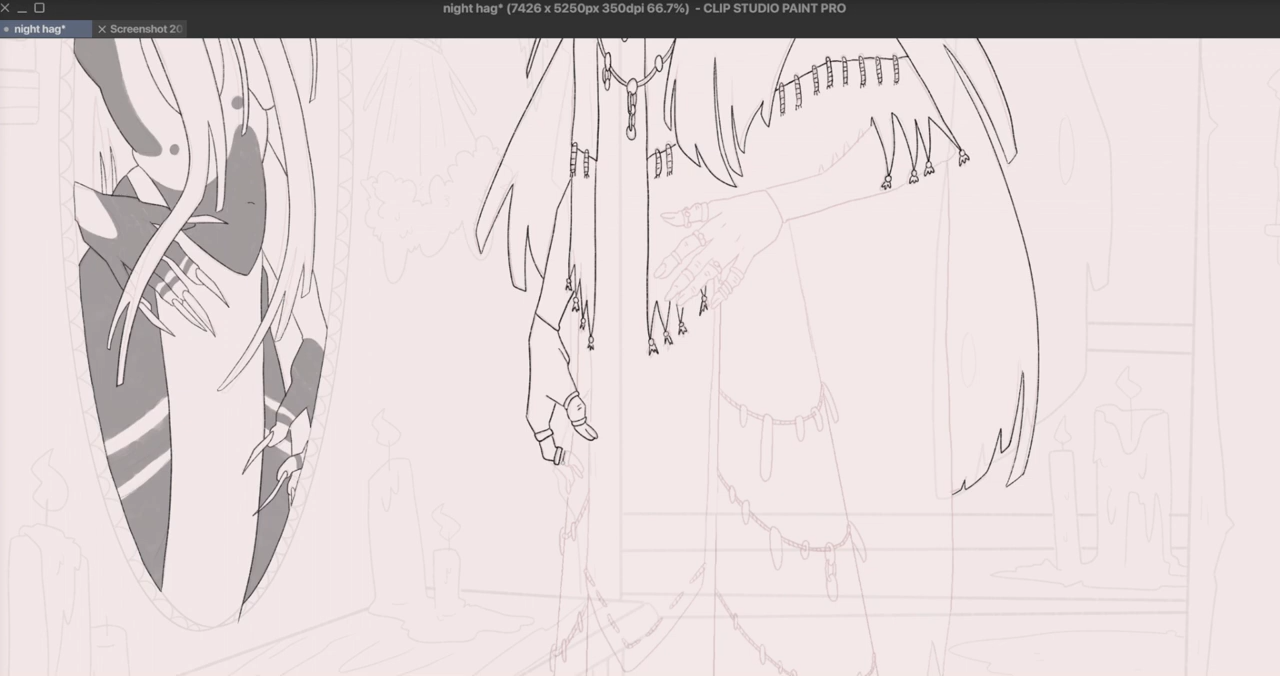 night hag* (7426 x 5250px 350dpi 66.7%) - CLIP STUDIO PAINT PRO
night hag*
Screenshot 20